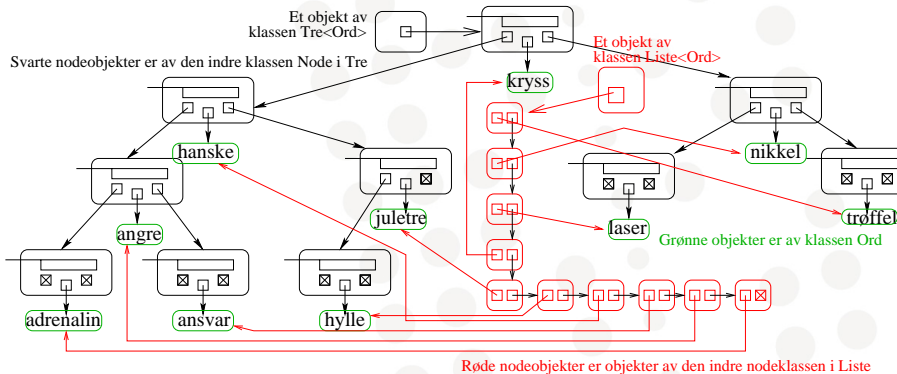 Et objekt av
klassen Tre<Ord>
Et objekt av
klassen Liste<Ord>
Svarte nodeobjekter er av den indre klassen Node i Tre
kryss
hanske
nikkel
juletre
laser
trøffel
angre
Grønne objekter er av klassen Ord
adrenalin
ansvar
hylle
Røde nodeobjekter er objekter av den indre nodeklassen i Liste